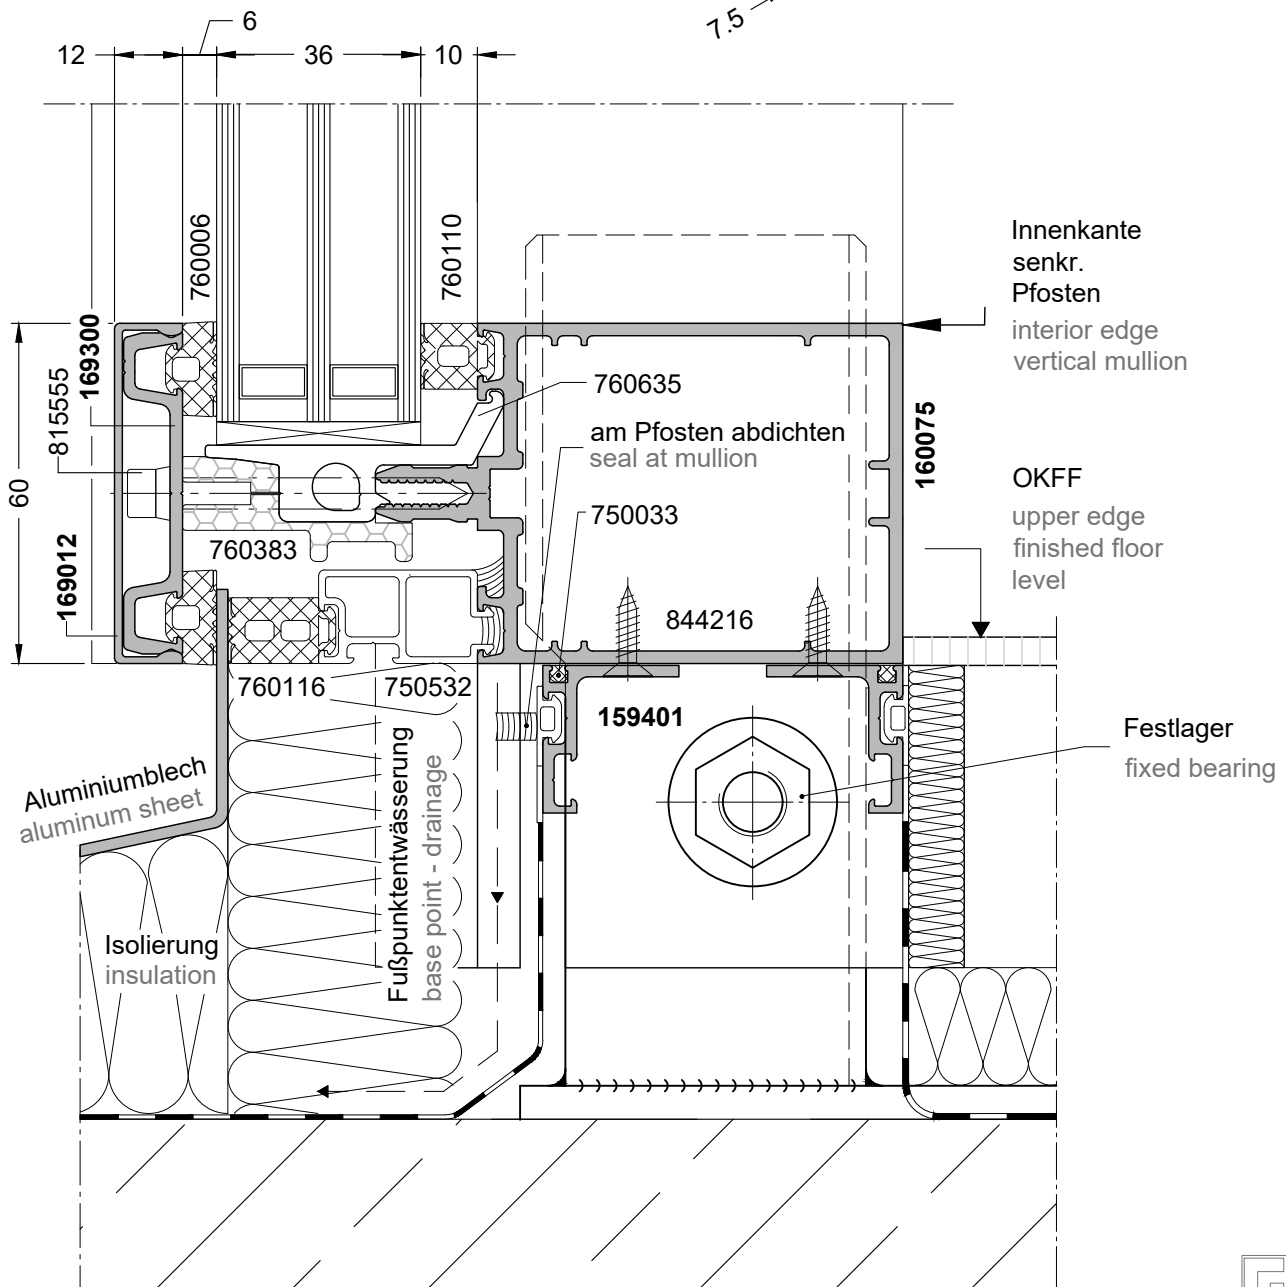 6
7.5
12
36
10
760006
760110
Innenkante
senkr.
Pfosten
interior edge
vertical mullion
169300
815555
760635
am Pfosten abdichten
seal at mullion
160075
OKFF
upper edge
finished floor
level
60
750033
760383
169012
844216
760116
750532
159401
Festlager
fixed bearing
Aluminiumblech
aluminum sheet
Fußpunktentwässerung
base point - drainage
Isolierung
insulation